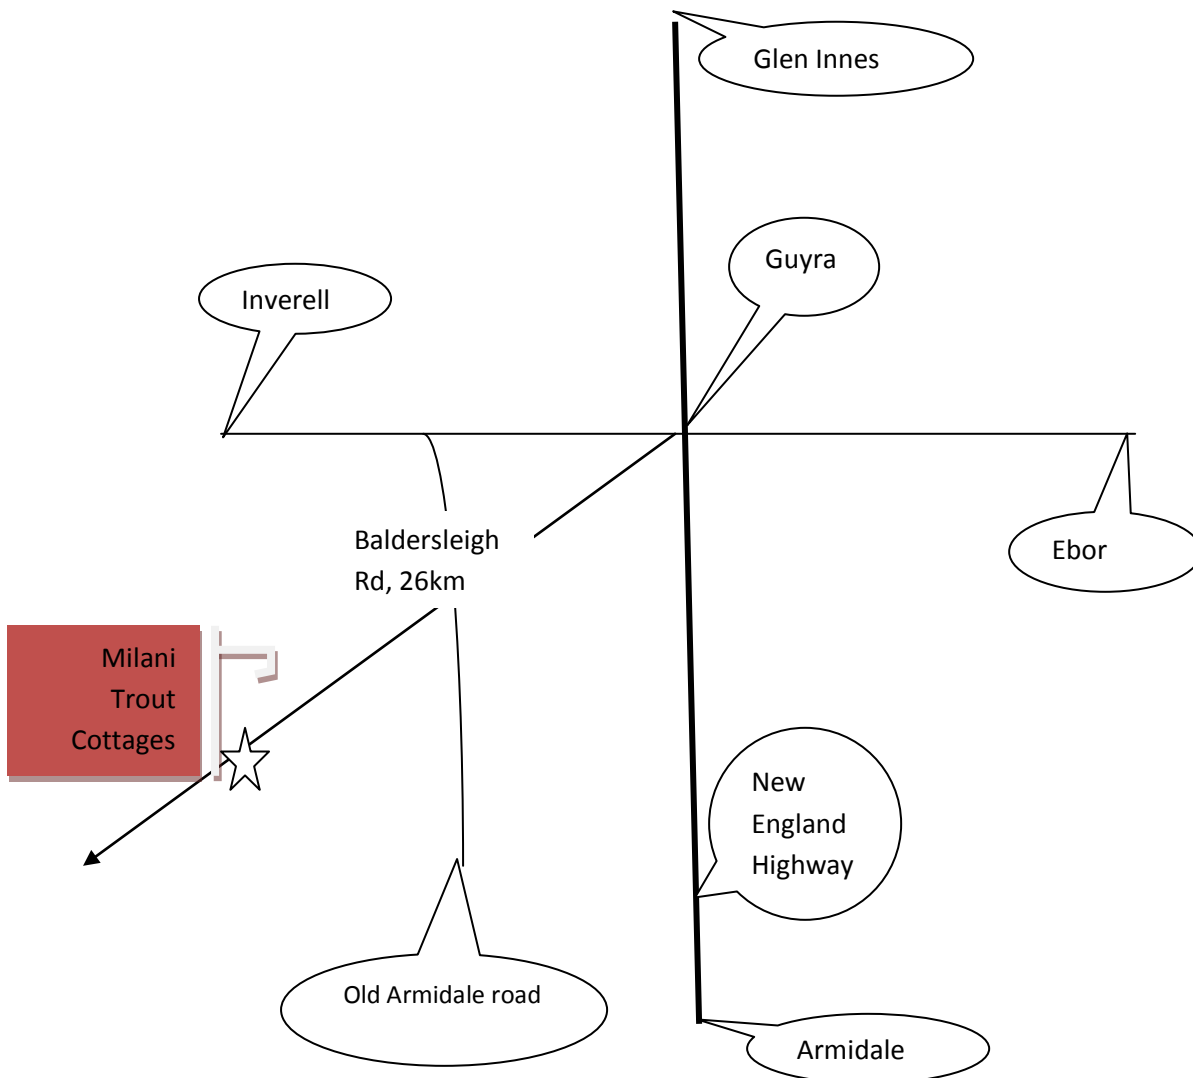 Glen Innes
Guyra
Inverell
Baldersleigh
Rd, 26km
Ebor
Milani
Trout
Cottages
New
England
Highway
Old Armidale road
Armidale